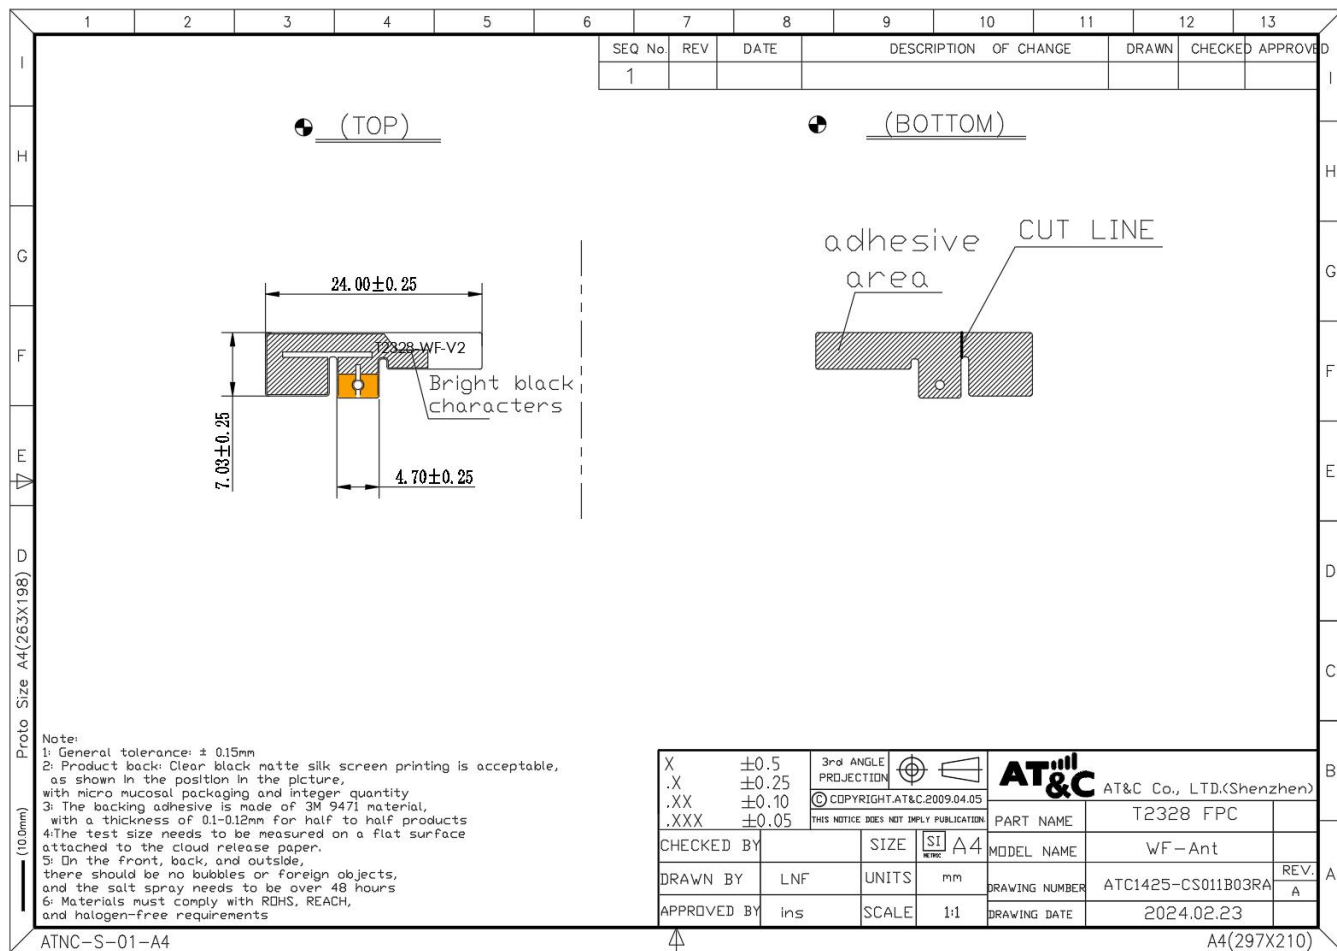 1 2 3 4 5 6 7 8 9 10 11 12 13
SEQ No. REV DATE DESCRIPTION OF CHANGE DRAWN CHECKED APPROVED
1
I
H
G
F
E
D
I
H
G
F
E
D
C
B
A
(TOP)
(BOTTOM)
24.00±0.25
7.03±0.25
4.70±0.25
T2328-WF-V2
Bright black
characters
adhesive
area
CUT LINE
Proto Size A4(263X198)
(10.0mm)
Note:
1: General tolerance: ± 0.15mm
2: Product back: Clear black matte silk screen printing is acceptable,
as shown in the position in the picture,
with micro mucosal packaging and integer quantity
3: The backing adhesive is made of 3M 9471 material,
with a thickness of 0.1-0.12mm for half to half products
4:The test size needs to be measured on a flat surface
attached to the cloud release paper.
5: On the front, back, and outside,
there should be no bubbles or foreign objects,
and the salt spray needs to be over 48 hours
6: Materials must comply with ROHS, REACH,
and halogen-free requirements
X ±0.5
.X ±0.25
.XX ±0.10
.XXX ±0.05
3rd ANGLE
PROJECTION
© COPYRIGHT.AT&C.2009.04.05
THIS NOTICE DOES NOT IMPLY PUBLICATION.
CHECKED BY
DRAWN BY LNF
APPROVED BY ins
SIZE SI METRIC A4
UNITS mm
SCALE 1:1
AT&C AT&C Co., LTD.(Shenzhen)
PART NAME T2328 FPC
MODEL NAME WF-Ant
DRAWING NUMBER ATC1425-CS011B03RA
REV.
A
DRAWING DATE 2024.02.23
ATNC-S-01-A4
A4(297X210)